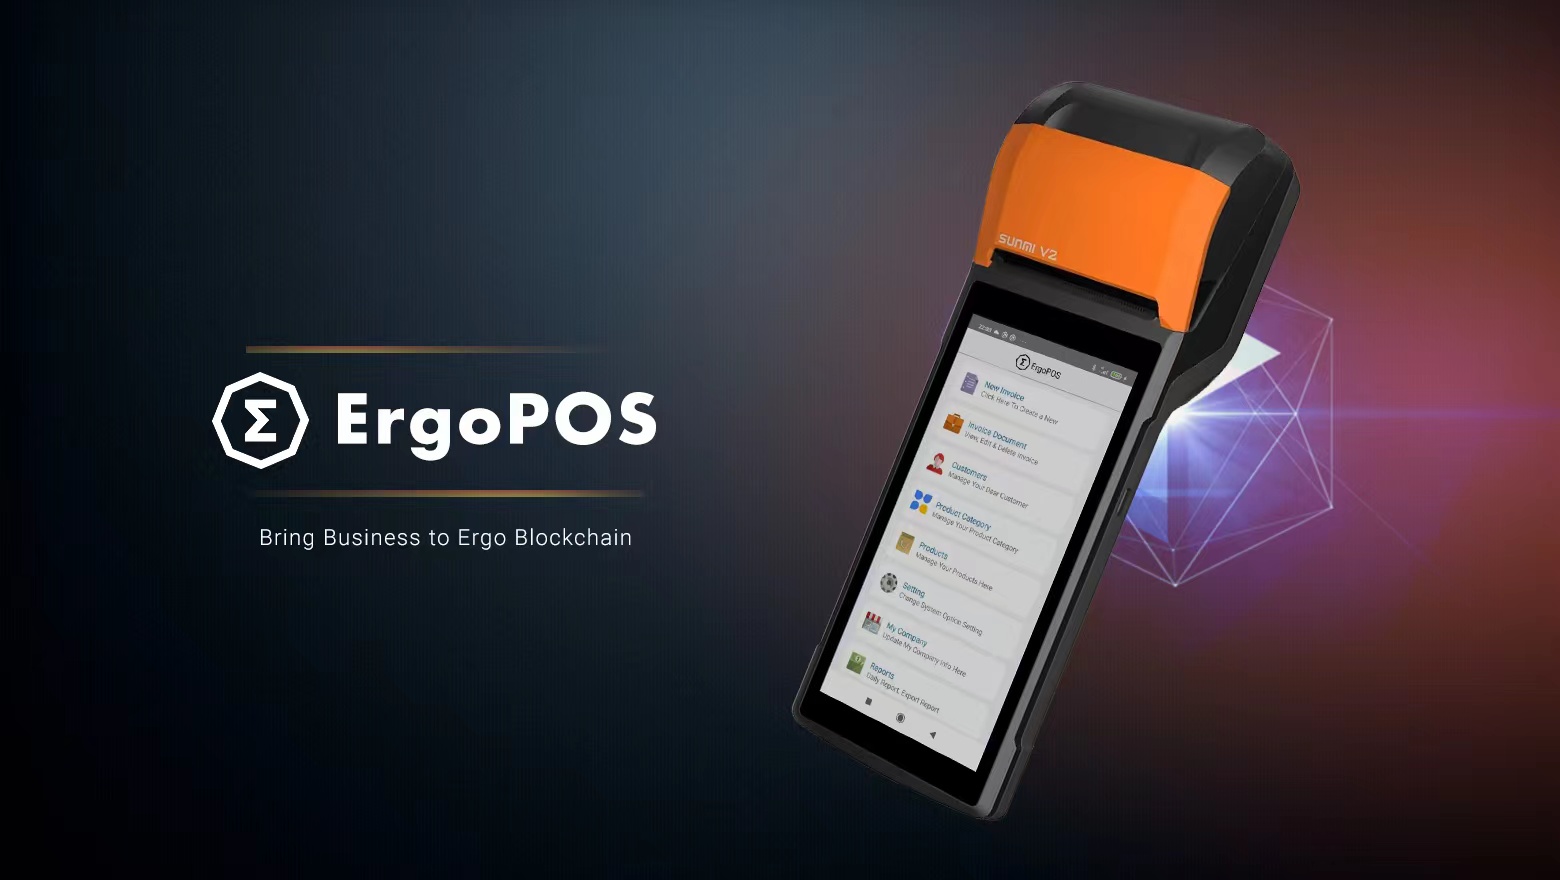 ErgoPOS
Bring Business to Ergo Blockchain
SUNMI V2
22:00
ErgoPOS
New Invoice
Click Here To Create a New
Invoice Document
View, Edit & Delete Invoice
Customers
Manage Your Dear Customer
Product Category
Manage Your Product Category
Products
Manage Your Products Here
Setting
Change System Option Setting
My Company
Update My Company Info Here
Reports
Daily Report, Export Report